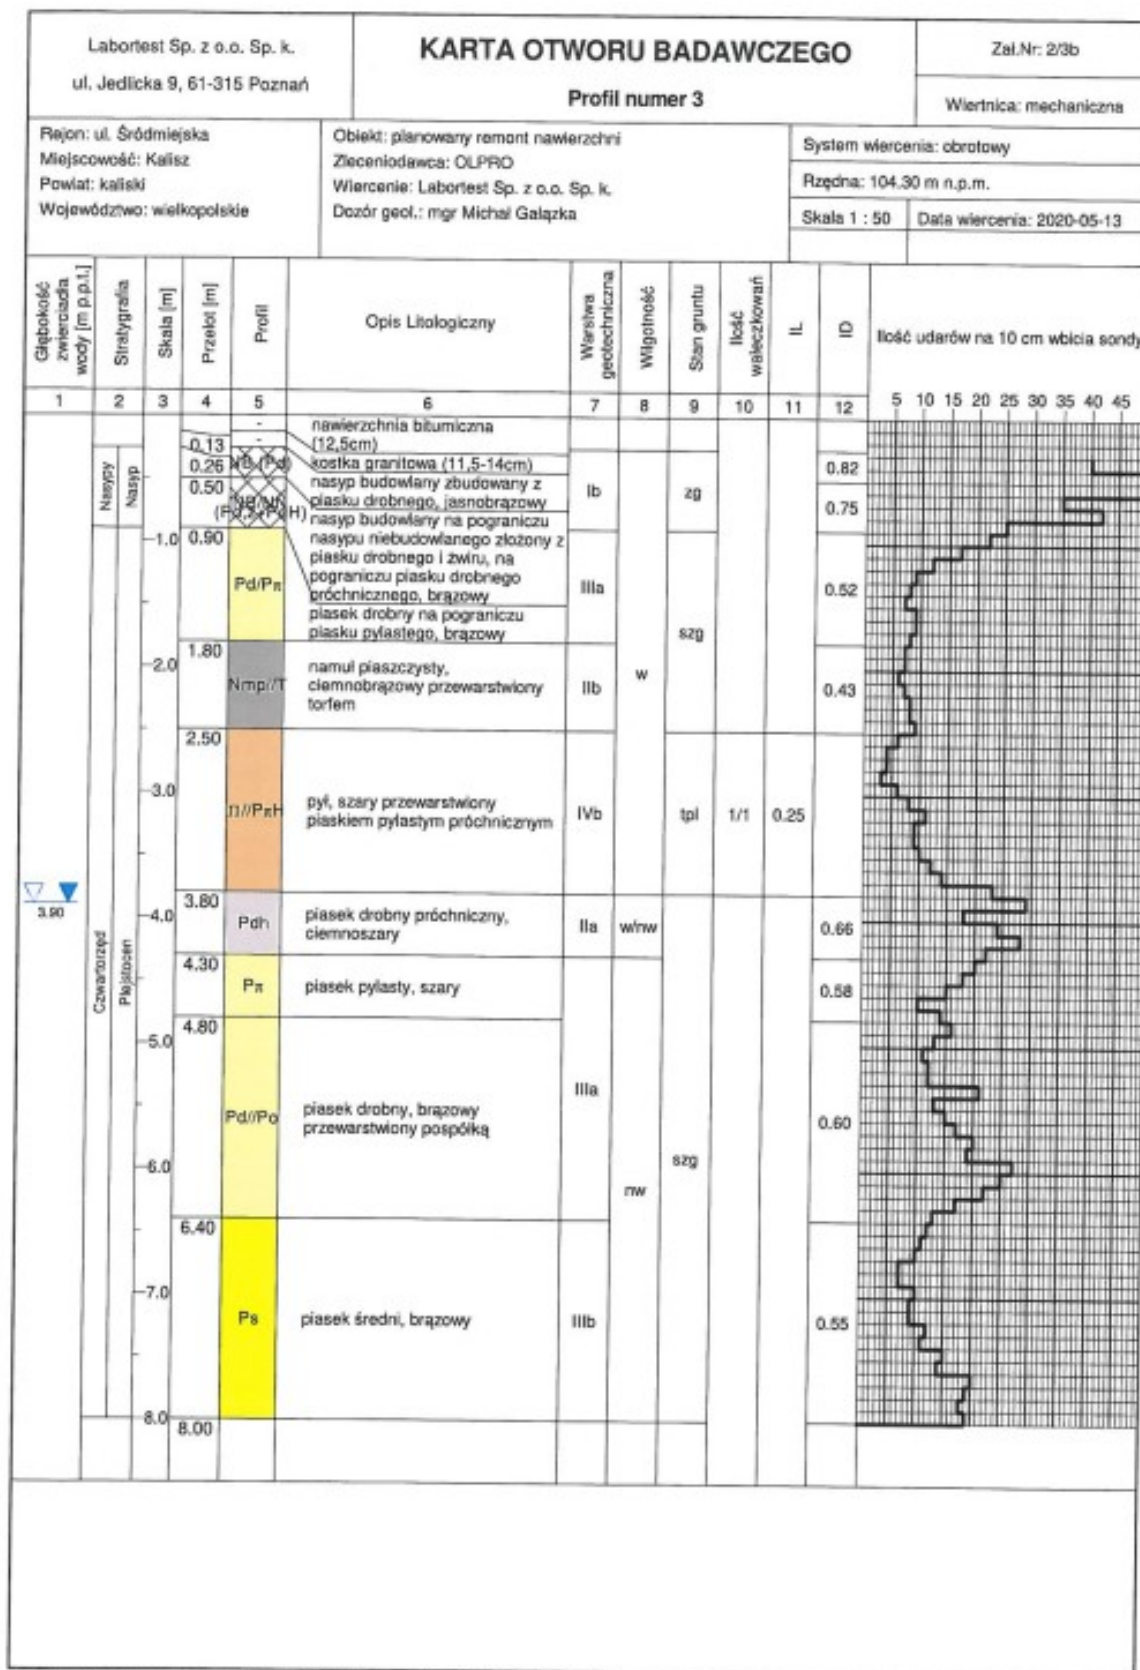 Labortest Sp. z o.o. Sp. k.
ul. Jedlicka 9, 61-315 Poznań
KARTA OTWORU BADAWCZEGO
Profil numer 3
Zał.Nr: 2/3b
Wiertnica: mechaniczna
Rejon: ul. Śródmiejska
Miejscowość: Kalisz
Powiat: kaliski
Województwo: wielkopolskie
Obiekt: planowany remont nawierzchni
Zleceniodawca: OLPRO
Wiercenie: Labortest Sp. z o.o. Sp. k.
Dozór geol.: mgr Michał Gałązka
System wiercenia: obrotowy
Rzędna: 104.30 m n.p.m.
Skala 1 : 50
Data wiercenia: 2020-05-13
Głębokość zwierciadła wody [m p.p.t.]
Stratygrafia
Skala [m]
Przelot [m]
Profil
Opis Litologiczny
Warstwa geotechniczna
Wilgotność
Stan gruntu
Ilość wałeczkowań
IL
ID
Ilość udarów na 10 cm wbicia sondy
1 2 3 4 5 6 7 8 9 10 11 12
5 10 15 20 25 30 35 40 45
-
nawierzchnia bitumiczna
(12,5cm)
0.13
-
kostka granitowa (11,5-14cm)
0.26
NB (Pd)
nasyp budowlany zbudowany z
piasku drobnego, jasnobrązowy
0.50
nasyp budowlany na pograniczu
nasypu niebudowlanego złożony z
piasku drobnego i żwiru, na
pograniczu piasku drobnego
próchnicznego, brązowy
Nasypy
Nasyp
Ib
zg
0.82
0.75
0.90
1.0
Pd/Pπ
piasek drobny na pograniczu
piasku pylastego, brązowy
IIIa
szg
0.52
1.80
2.0
Nmp//T
namuł piaszczysty,
ciemnobrązowy przewarstwiony
torfem
IIb
w
0.43
2.50
3.0
Π//PπH
pył, szary przewarstwiony
piaskiem pylastym próchnicznym
IVb
tpl
1/1
0.25
3.90
3.80
4.0
Pdh
piasek drobny próchniczny,
ciemnoszary
IIa
w/nw
0.66
Czwartorzęd
Plejstocen
4.30
Pπ
piasek pylasty, szary
0.58
4.80
5.0
Pd//Po
piasek drobny, brązowy
przewarstwiony pospółką
IIIa
0.60
6.0
nw
szg
6.40
7.0
Ps
piasek średni, brązowy
IIIb
0.55
8.0
8.00